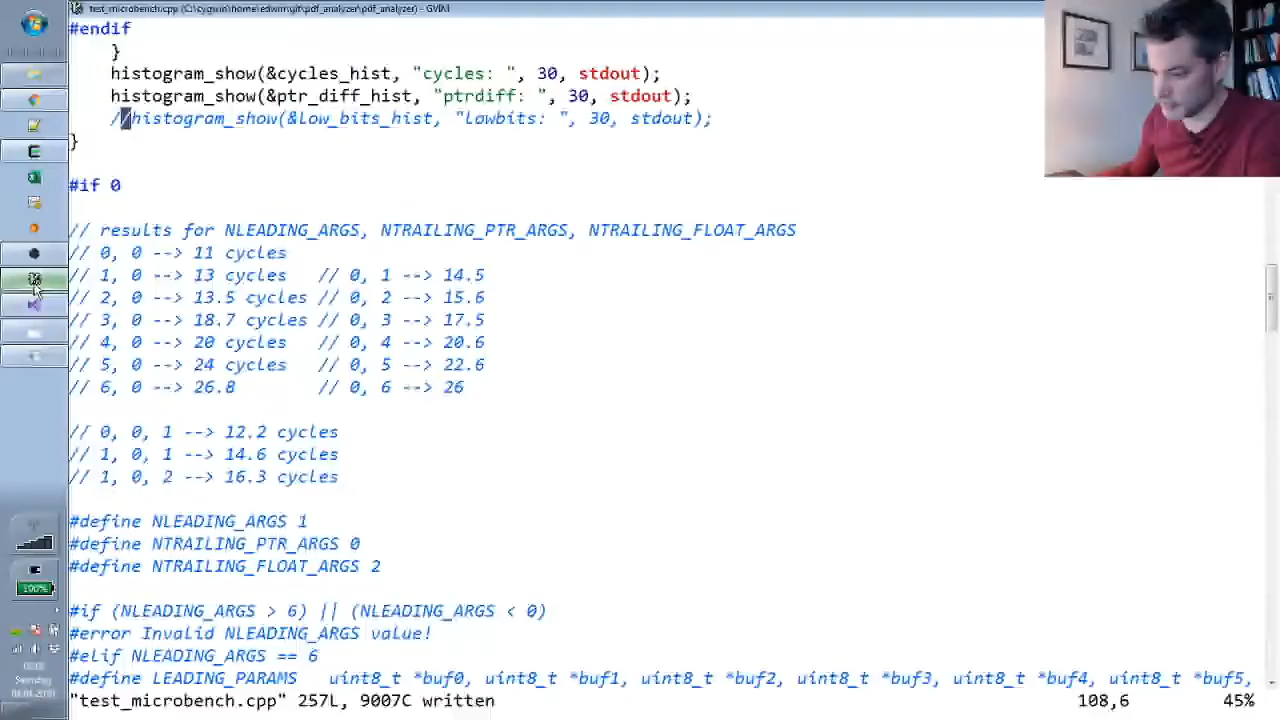 test_microbench.cpp (C:\cygwin\home\edwin\git\pdf_analyzer\pdf_analyzer) - GVIM
#endif
}
histogram_show(&cycles_hist, "cycles: ", 30, stdout);
histogram_show(&ptr_diff_hist, "ptrdiff: ", 30, stdout);
//histogram_show(&low_bits_hist, "lowbits: ", 30, stdout);
}
#if 0
// results for NLEADING_ARGS, NTRAILING_PTR_ARGS, NTRAILING_FLOAT_ARGS
// 0, 0 --> 11 cycles
// 1, 0 --> 13 cycles // 0, 1 --> 14.5
// 2, 0 --> 13.5 cycles // 0, 2 --> 15.6
// 3, 0 --> 18.7 cycles // 0, 3 --> 17.5
// 4, 0 --> 20 cycles // 0, 4 --> 20.6
// 5, 0 --> 24 cycles // 0, 5 --> 22.6
// 6, 0 --> 26.8 // 0, 6 --> 26
// 0, 0, 1 --> 12.2 cycles
// 1, 0, 1 --> 14.6 cycles
// 1, 0, 2 --> 16.3 cycles
#define NLEADING_ARGS 1
#define NTRAILING_PTR_ARGS 0
#define NTRAILING_FLOAT_ARGS 2
#if (NLEADING_ARGS > 6) || (NLEADING_ARGS < 0)
#error Invalid NLEADING_ARGS value!
#elif NLEADING_ARGS == 6
#define LEADING_PARAMS uint8_t *buf0, uint8_t *buf1, uint8_t *buf2, uint8_t *buf3, uint8_t *buf4, uint8_t *buf5,
"test_microbench.cpp" 257L, 9007C written 108,6 45%
100%